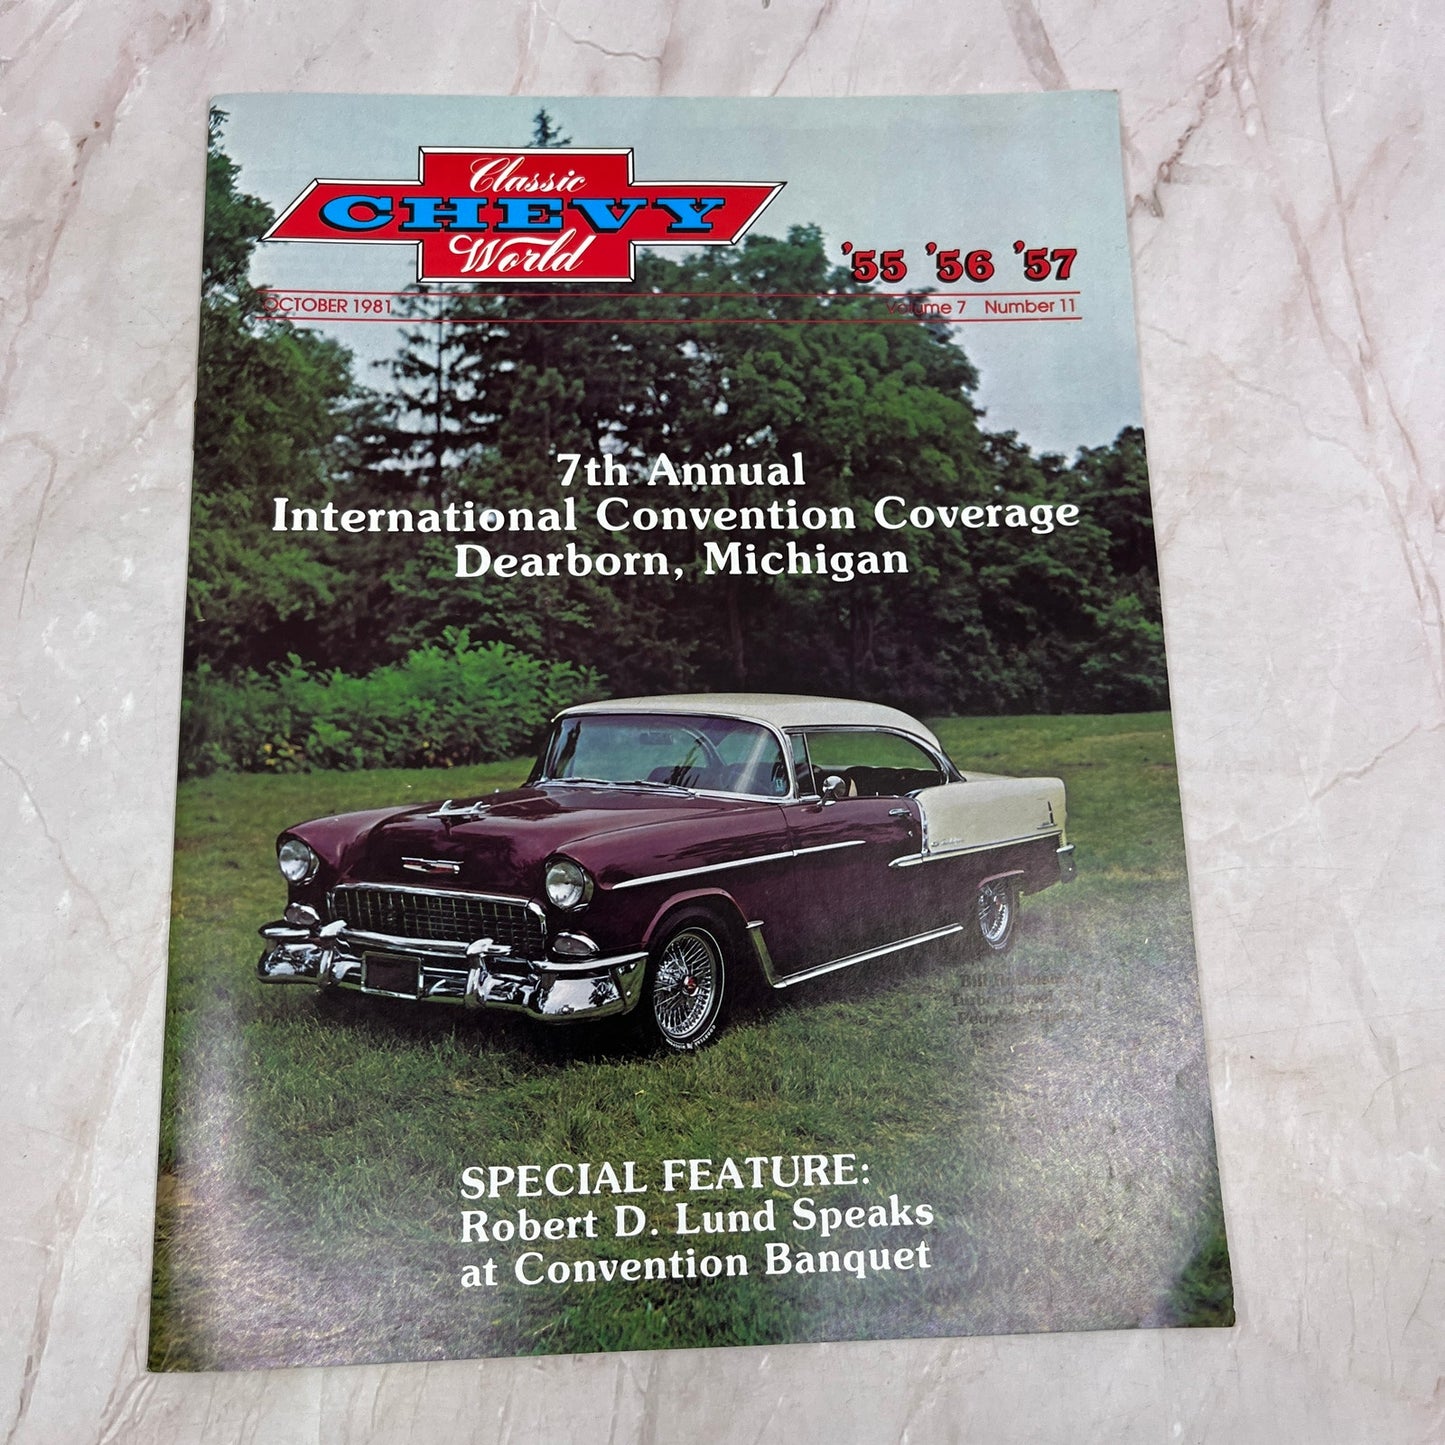 Classic
CHEVY
World
'55 '56 '57
OCTOBER 1981 Volume 7 Number 11
7th Annual
International Convention Coverage
Dearborn, Michigan
SPECIAL FEATURE:
Robert D. Lund Speaks
at Convention Banquet